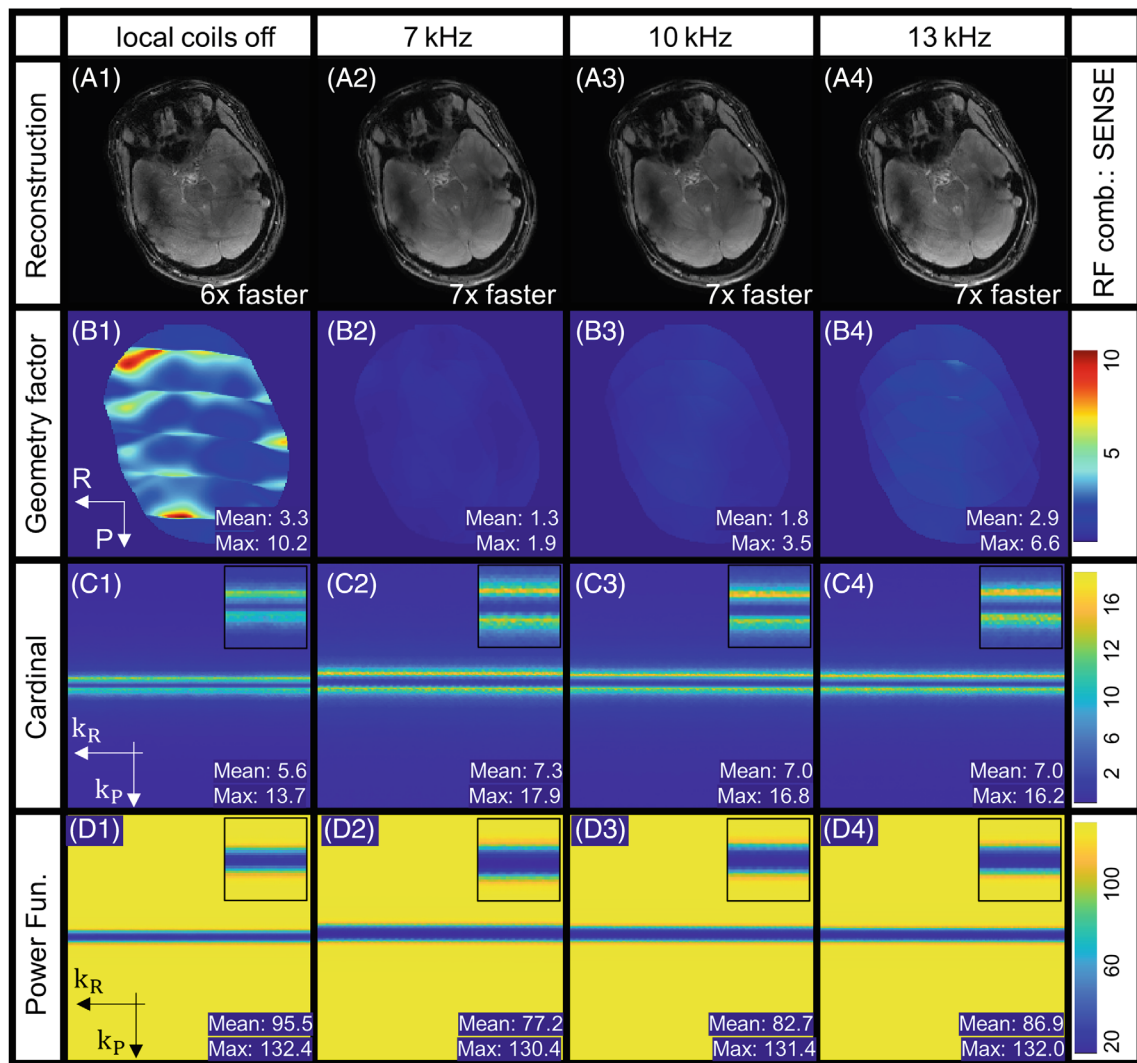 local coils off 7 kHz 10 kHz 13 kHz
Reconstruction
(A1) (A2) (A3) (A4)
6x faster 7x faster 7x faster 7x faster
RF comb.: SENSE
Geometry factor
(B1) (B2) (B3) (B4)
R
P
Mean: 3.3 Mean: 1.3 Mean: 1.8 Mean: 2.9
Max: 10.2 Max: 1.9 Max: 3.5 Max: 6.6
10
5
Cardinal
(C1) (C2) (C3) (C4)
kR
kP
Mean: 5.6 Mean: 7.3 Mean: 7.0 Mean: 7.0
Max: 13.7 Max: 17.9 Max: 16.8 Max: 16.2
16
12
10
6
2
Power Fun.
(D1) (D2) (D3) (D4)
kR
kP
Mean: 95.5 Mean: 77.2 Mean: 82.7 Mean: 86.9
Max: 132.4 Max: 130.4 Max: 131.4 Max: 132.0
100
60
20